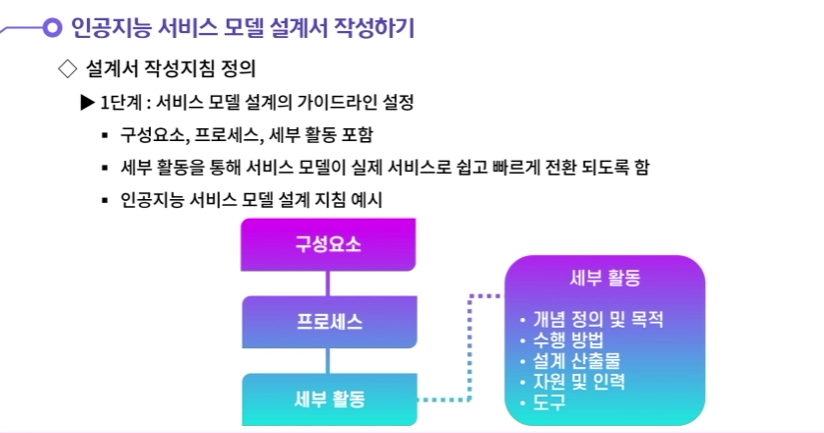 인공지능 서비스 모델 설계서 작성하기
◇ 설계서 작성지침 정의
▶ 1단계 : 서비스 모델 설계의 가이드라인 설정
▪ 구성요소, 프로세스, 세부 활동 포함
▪ 세부 활동을 통해 서비스 모델이 실제 서비스로 쉽고 빠르게 전환 되도록 함
▪ 인공지능 서비스 모델 설계 지침 예시
구성요소
프로세스
세부 활동
세부 활동
• 개념 정의 및 목적
• 수행 방법
• 설계 산출물
• 자원 및 인력
• 도구